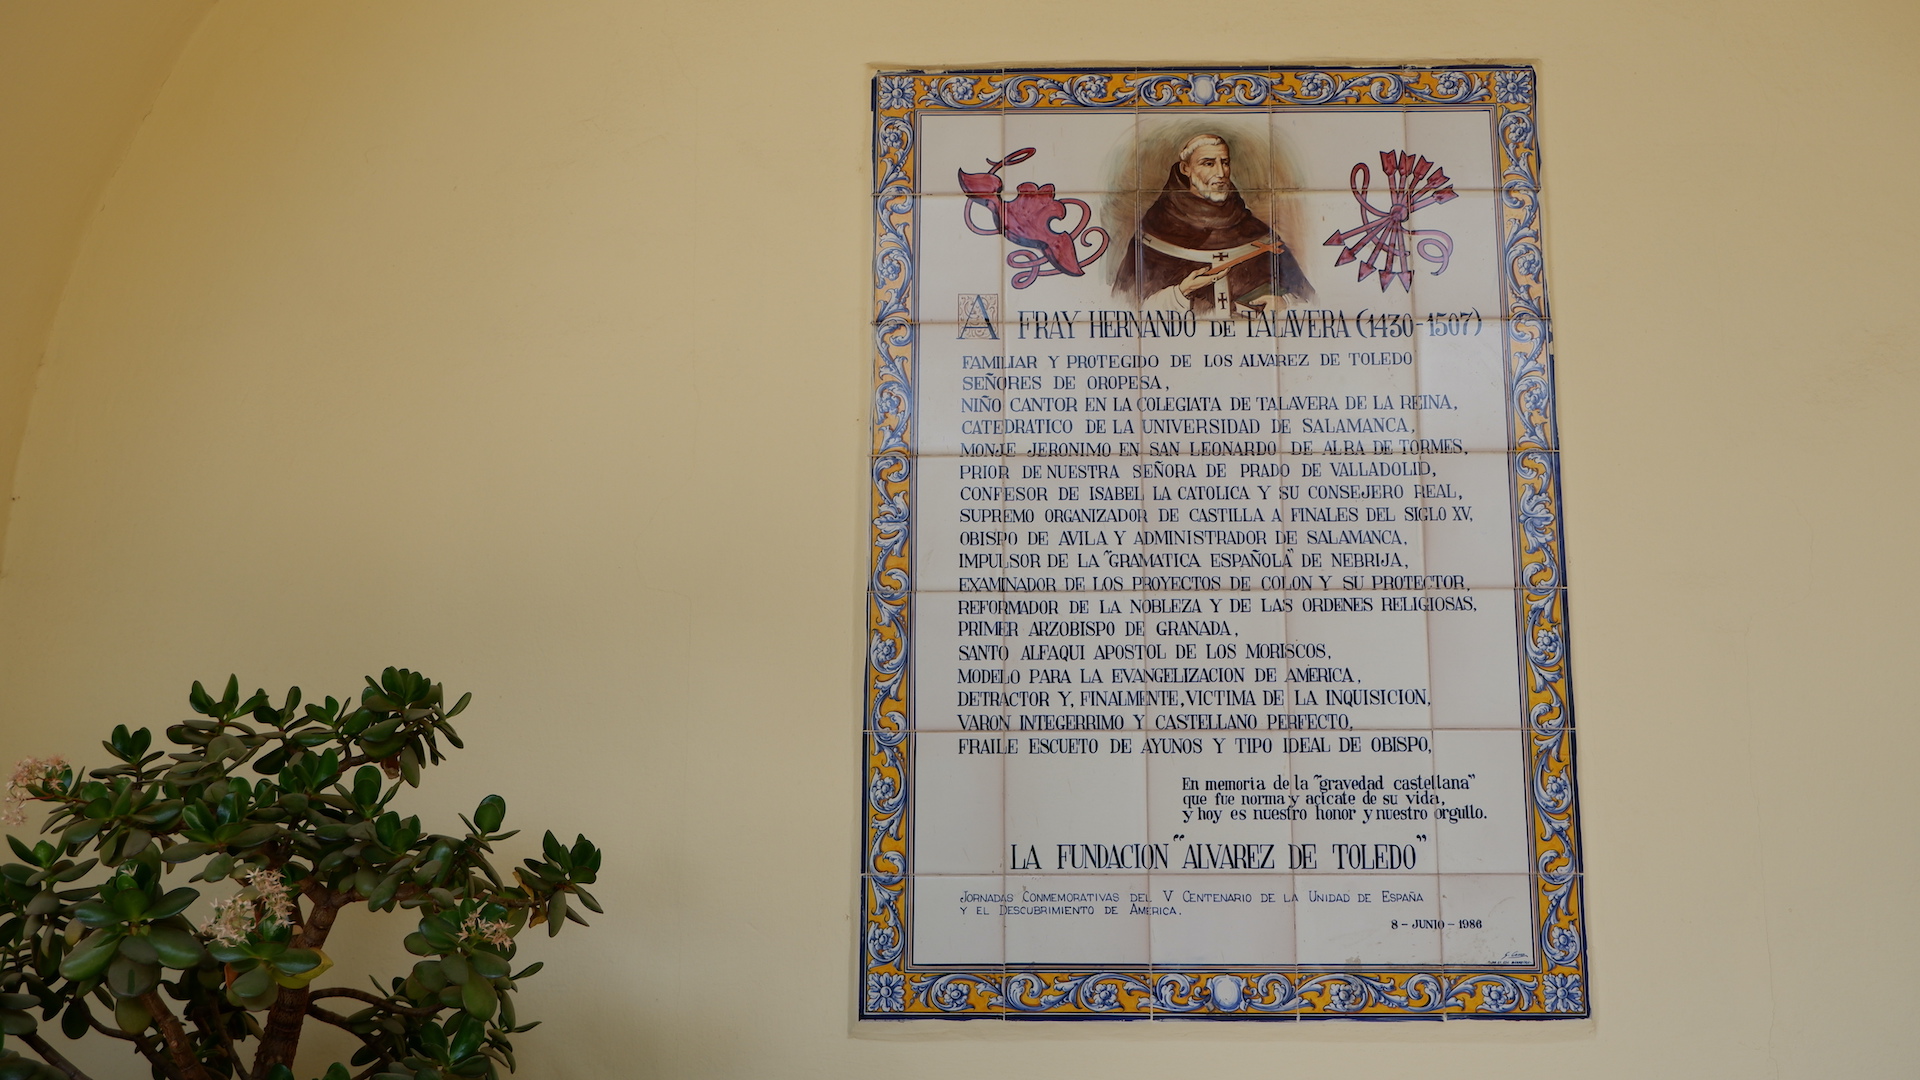 A FRAY HERNANDO DE TALAVERA (1430-1507)
FAMILIAR Y PROTEGIDO DE LOS ALVAREZ DE TOLEDO
SEÑORES DE OROPESA,
NIÑO CANTOR EN LA COLEGIATA DE TALAVERA DE LA REINA,
CATEDRATICO DE LA UNIVERSIDAD DE SALAMANCA,
MONJE JERONIMO EN SAN LEONARDO DE ALBA DE TORMES,
PRIOR DE NUESTRA SEÑORA DE PRADO DE VALLADOLID,
CONFESOR DE ISABEL LA CATOLICA Y SU CONSEJERO REAL,
SUPREMO ORGANIZADOR DE CASTILLA A FINALES DEL SIGLO XV,
OBISPO DE AVILA Y ADMINISTRADOR DE SALAMANCA,
IMPULSOR DE LA "GRAMATICA ESPAÑOLA" DE NEBRIJA,
EXAMINADOR DE LOS PROYECTOS DE COLON Y SU PROTECTOR,
REFORMADOR DE LA NOBLEZA Y DE LAS ORDENES RELIGIOSAS,
PRIMER ARZOBISPO DE GRANADA,
SANTO ALFAQUI APOSTOL DE LOS MORISCOS,
MODELO PARA LA EVANGELIZACION DE AMÉRICA,
DETRACTOR Y, FINALMENTE, VICTIMA DE LA INQUISICION,
VARON INTEGERRIMO Y CASTELLANO PERFECTO,
FRAILE ESCUETO DE AYUNOS Y TIPO IDEAL DE OBISPO,
En memoria de la "gravedad castellana"
que fue norma y acicate de su vida,
y hoy es nuestro honor y nuestro orgullo.
LA FUNDACION "ALVAREZ DE TOLEDO"
JORNADAS CONMEMORATIVAS DEL V CENTENARIO DE LA UNIDAD DE ESPAÑA
Y EL DESCUBRIMIENTO DE AMERICA.
8 - JUNIO - 1986